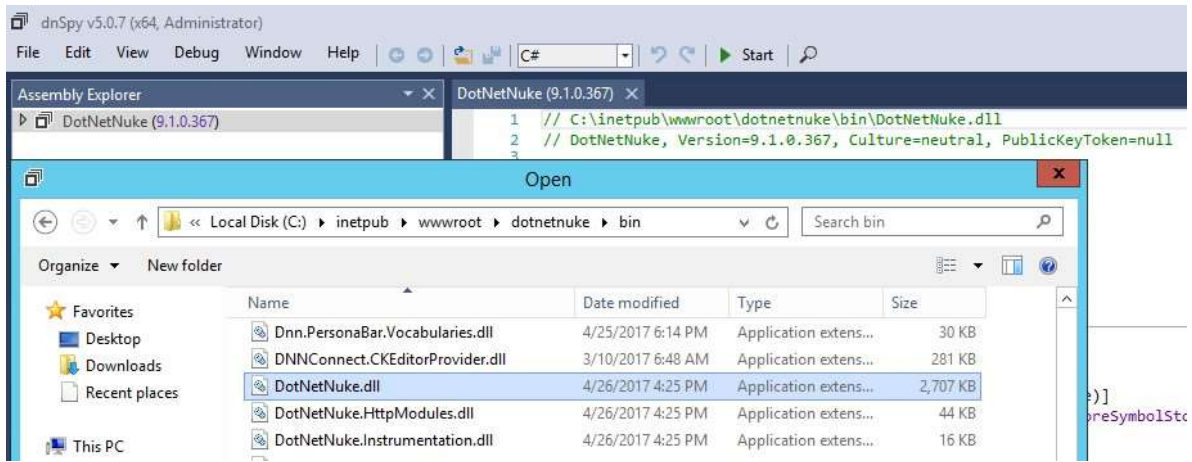 dnSpy v5.0.7 (x64, Administrator)
File Edit View Debug Window Help C# Start
Assembly Explorer
DotNetNuke (9.1.0.367)
DotNetNuke (9.1.0.367)
1 // C:\inetpub\wwwroot\dotnetnuke\bin\DotNetNuke.dll
2 // DotNetNuke, Version=9.1.0.367, Culture=neutral, PublicKeyToken=null
3
Open
« Local Disk (C:) inetpub wwwroot dotnetnuke bin Search bin
Organize New folder
Favorites
Desktop
Downloads
Recent places
This PC
Name Date modified Type Size
Dnn.PersonaBar.Vocabularies.dll 4/25/2017 6:14 PM Application extens... 30 KB
DNNConnect.CKEditorProvider.dll 3/10/2017 6:48 AM Application extens... 281 KB
DotNetNuke.dll 4/26/2017 4:25 PM Application extens... 2,707 KB
DotNetNuke.HttpModules.dll 4/26/2017 4:25 PM Application extens... 44 KB
DotNetNuke.Instrumentation.dll 4/26/2017 4:25 PM Application extens... 16 KB